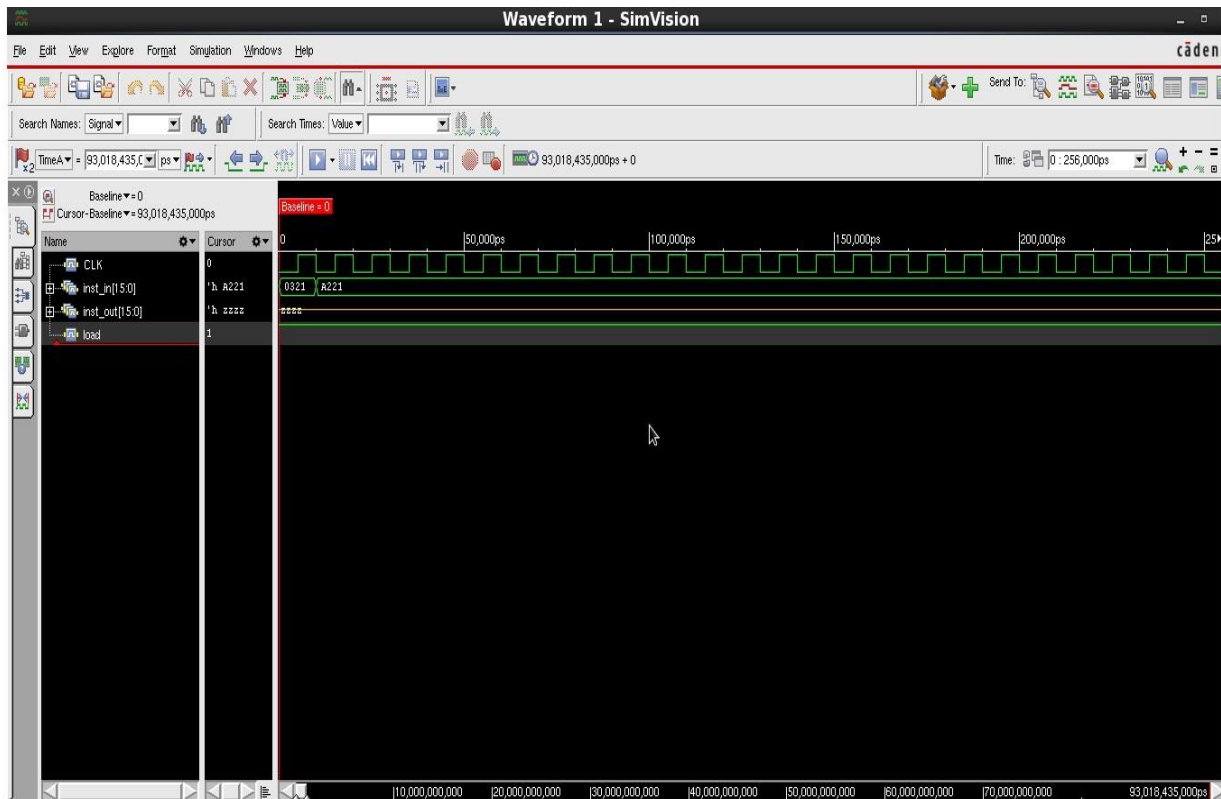 Waveform 1 - SimVision
File Edit View Explore Format Simulation Windows Help
cāden
Send To:
Search Names: Signal
Search Times: Value
x2 TimeA = 93,018,435,( ps
93,018,435,000ps + 0
Time: 0 : 256,000ps
Baseline = 0
Cursor-Baseline = 93,018,435,000ps
Baseline = 0
Name Cursor
0 50,000ps 100,000ps 150,000ps 200,000ps 25
CLK 0
inst_in[15:0] 'h A221 0321 A221
inst_out[15:0] 'h zzzz zzzz
load 1
10,000,000,000 20,000,000,000 30,000,000,000 40,000,000,000 50,000,000,000 60,000,000,000 70,000,000,000 93,018,435,000ps